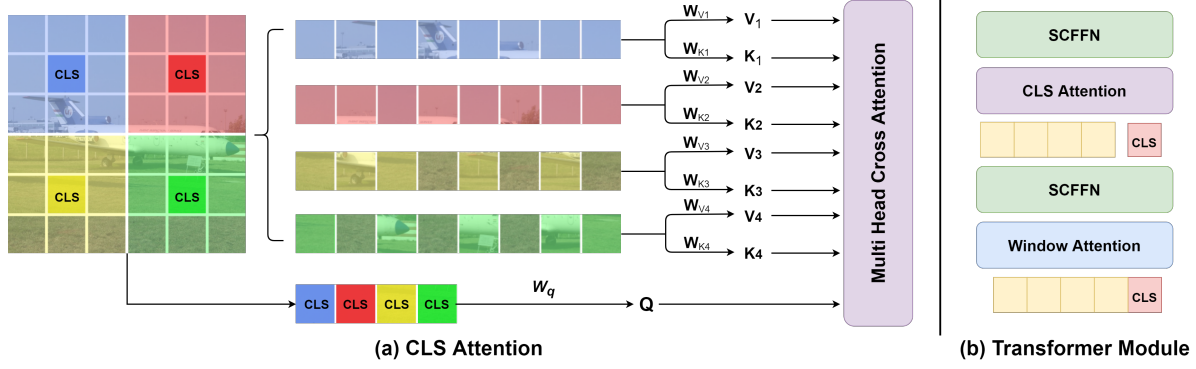 CLS
CLS
CLS
CLS
W_V1
V_1
W_K1
K_1
W_V2
V2
W_K2
K2
W_V3
V3
W_K3
K3
W_V4
V4
W_K4
K4
CLS CLS CLS CLS
W_q
Q
Multi Head Cross Attention
(a) CLS Attention
SCFFN
CLS Attention
CLS
SCFFN
Window Attention
CLS
(b) Transformer Module